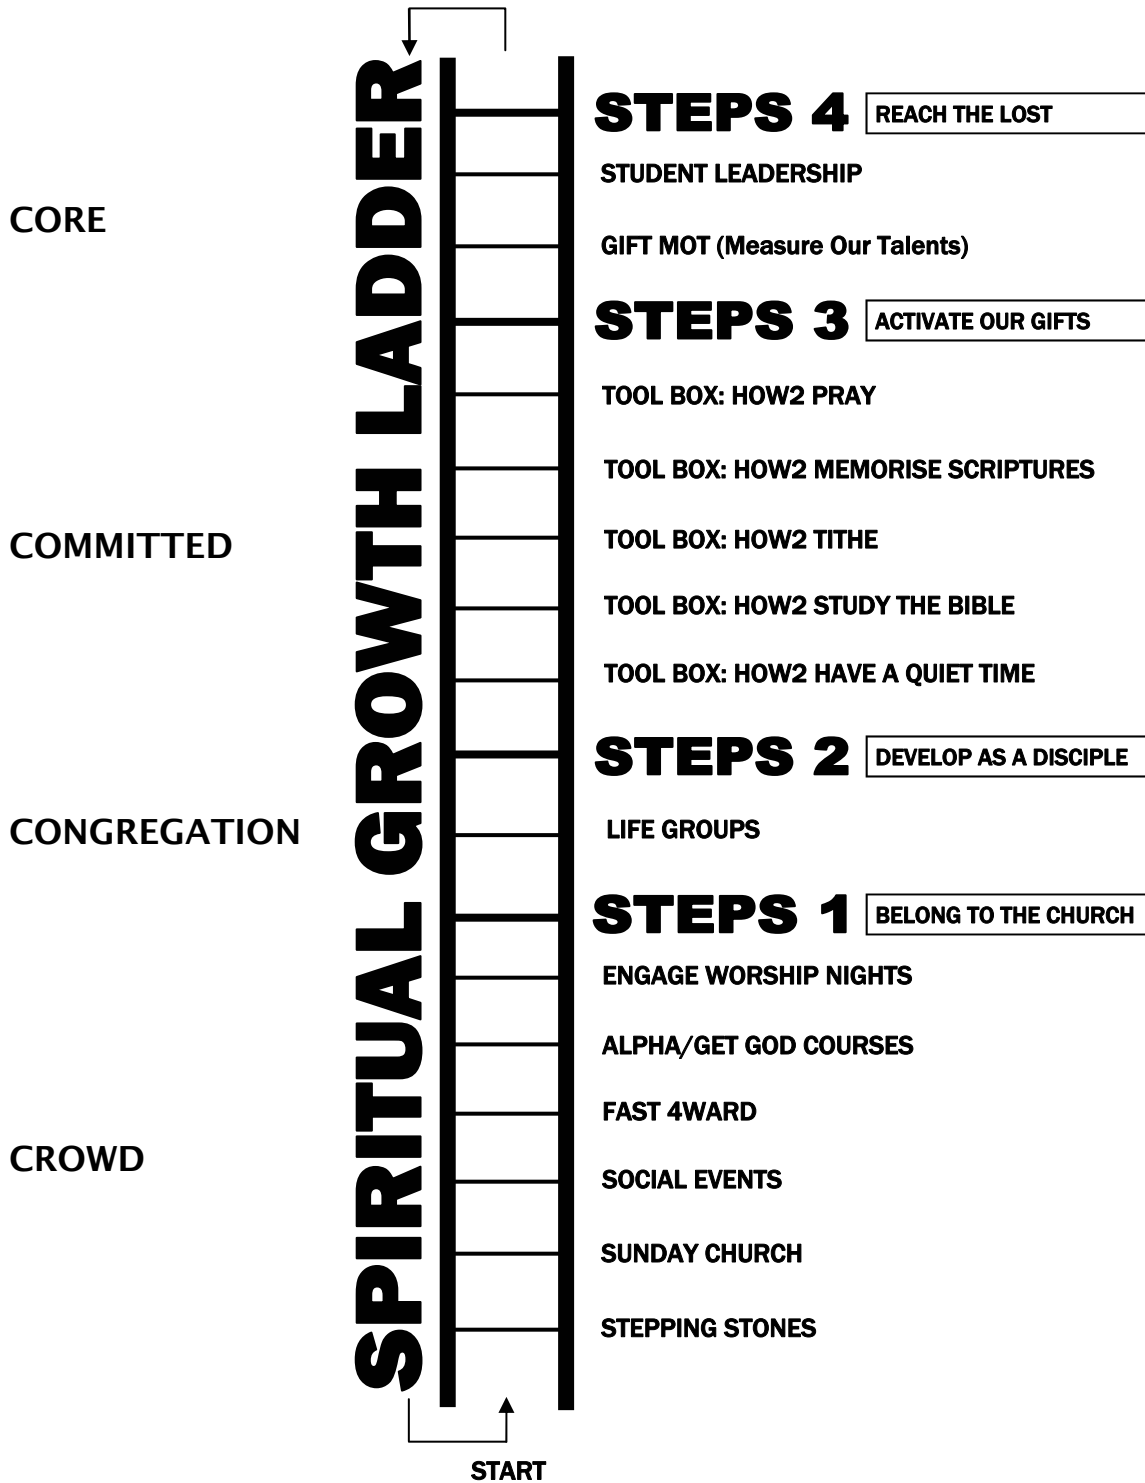 SPIRITUAL GROWTH LADDER
STEPS 4 REACH THE LOST
STUDENT LEADERSHIP
CORE
GIFT MOT (Measure Our Talents)
STEPS 3 ACTIVATE OUR GIFTS
TOOL BOX: HOW2 PRAY
TOOL BOX: HOW2 MEMORISE SCRIPTURES
COMMITTED
TOOL BOX: HOW2 TITHE
TOOL BOX: HOW2 STUDY THE BIBLE
TOOL BOX: HOW2 HAVE A QUIET TIME
STEPS 2 DEVELOP AS A DISCIPLE
CONGREGATION
LIFE GROUPS
STEPS 1 BELONG TO THE CHURCH
ENGAGE WORSHIP NIGHTS
ALPHA/GET GOD COURSES
FAST 4WARD
CROWD
SOCIAL EVENTS
SUNDAY CHURCH
STEPPING STONES
START